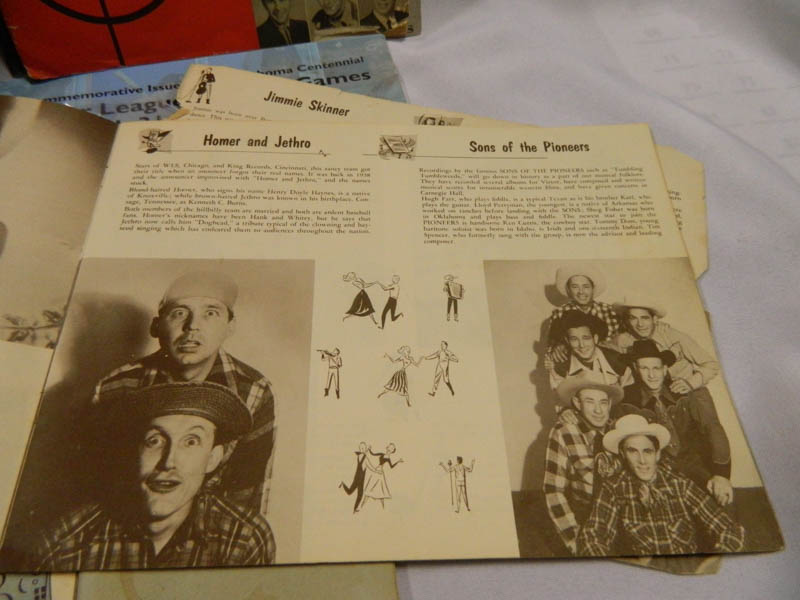 mmemorative Issue
homa Centennial
r League
Games
Jimmie Skinner
Homer and Jethro
Stars of WLS, Chicago, and King Records, Cincinnati, this zany team got
their title when an announcer forgot their real names. It was back in 1938
and the announcer improvised with "Homer and Jethro," and the names
stuck.
Blond-haired Homer, who signs his name Henry Doyle Haynes, is a native
of Knoxville; while brown-haired Jethro was known in his birthplace, Con-
sage, Tennessee, as Kenneth C. Burns.
Both members of the hillbilly team are married and both are ardent baseball
fans. Homer's nicknames have been Hank and Whitey, but he says that
Jethro now calls him "Doghead," a tribute typical of the clowning and hay-
seed singing which has endeared them to audiences throughout the nation.
Sons of the Pioneers
Recordings by the famous SONS OF THE PIONEERS such as "Tumbling
Tumbleweeds," will go down in history as a part of our musical folklore.
They have recorded several albums for Victor, have composed and written
musical scores for innumerable western films, and have given concerts at
Carnegie Hall.
Hugh Farr, who plays fiddle, is a typical Texan as is his brother Karl, who
plays the guitar. Lloyd Perryman, the youngest, is a native of Arkansas who
worked on ranches before landing with the SONS. Shug Fisher was born
in Oklahoma and plays bass and fiddle. The newest star to join the
PIONEERS is Ken Curtis, cowboy star. Tommy Doss, young
baritone soloist was born in Idaho, is Irish and one-sixteenth Indian. Tim
Spencer, who formerly sang with the group, is now the advisor and leading
composer.